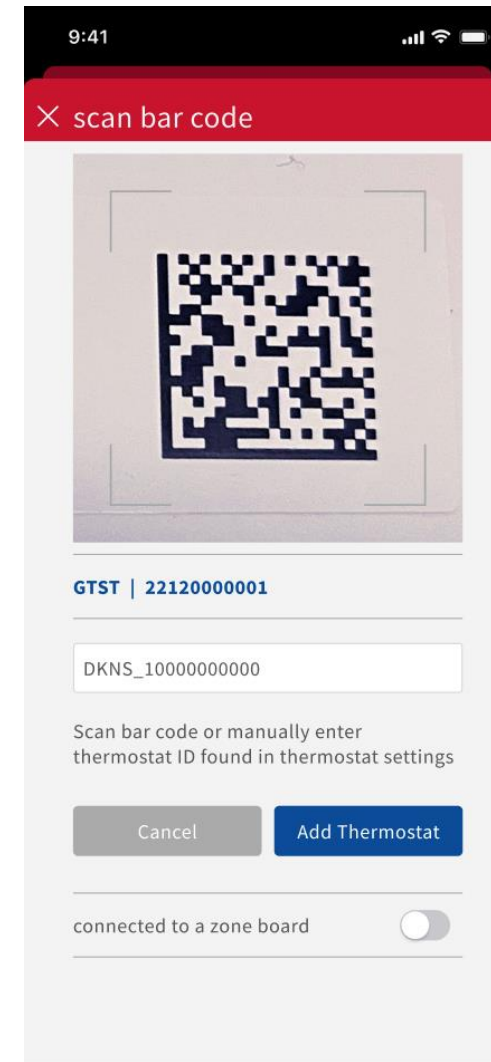 9:41
scan bar code
GTST | 22120000001
DKNS_10000000000
Scan bar code or manually enter
thermostat ID found in thermostat settings
Cancel
Add Thermostat
connected to a zone board